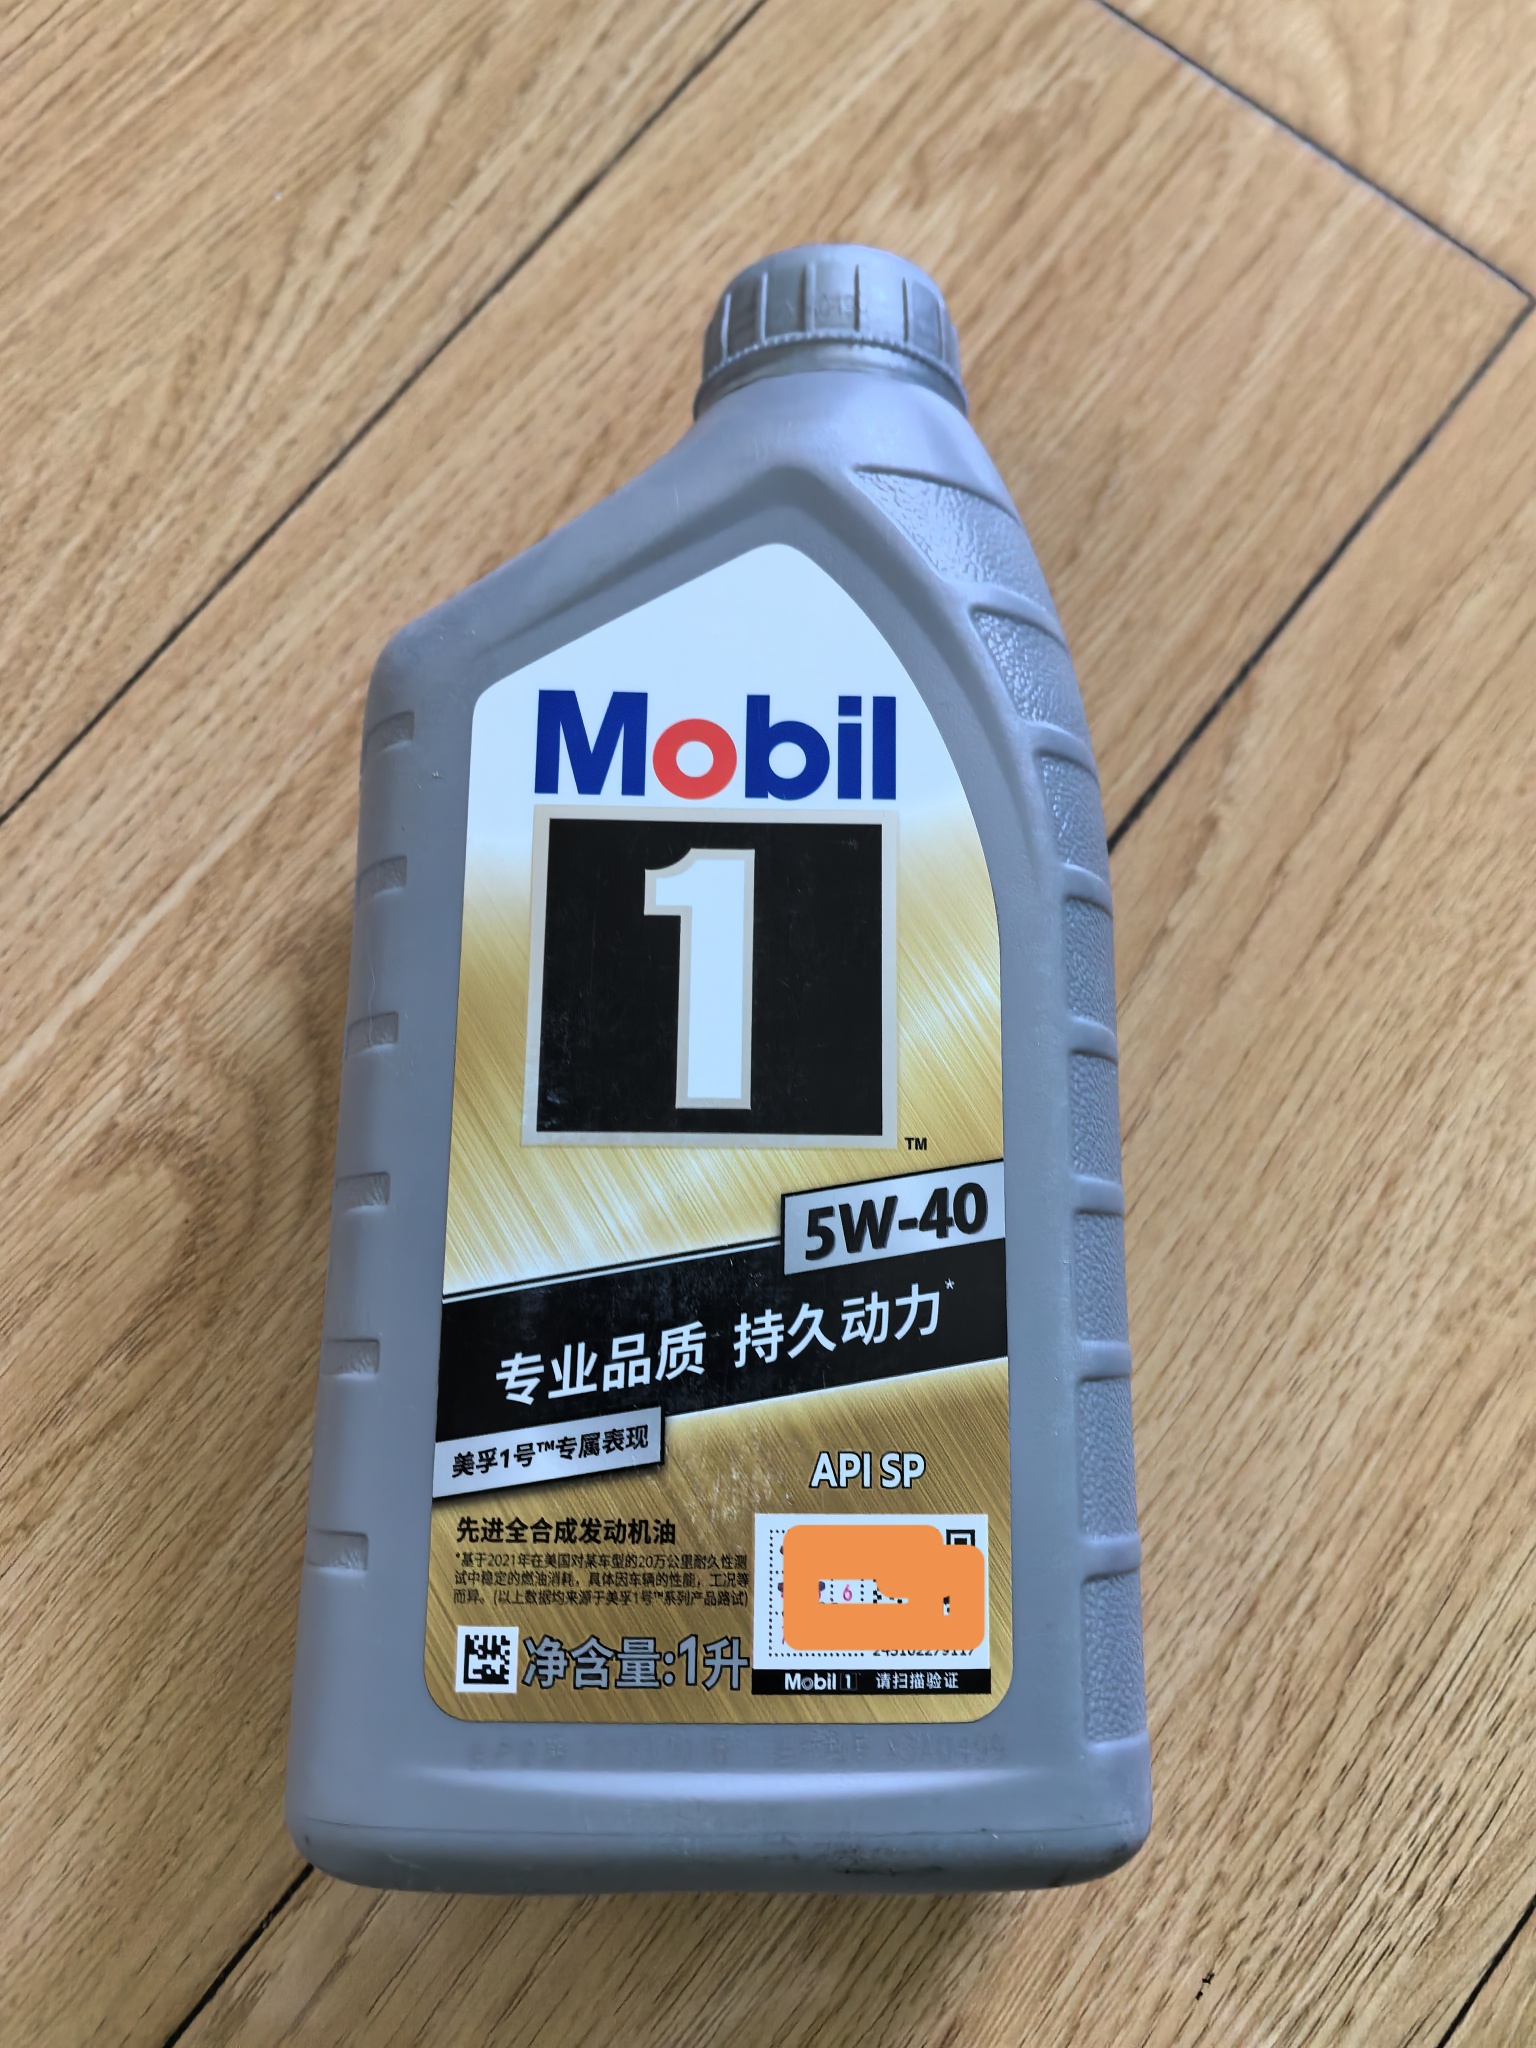 Mobil
1
TM
5W-40
专业品质 持久动力*
美孚1号™专属表现
API SP
先进全合成发动机油
*基于2021年在美国对某车型的20万公里耐久性测
试中稳定的燃油消耗，具体因车辆的性能，工况等
而异。(以上数据均来源于美孚1号™系列产品路试)
6
净含量:1升
Mobil 1 请扫描验证